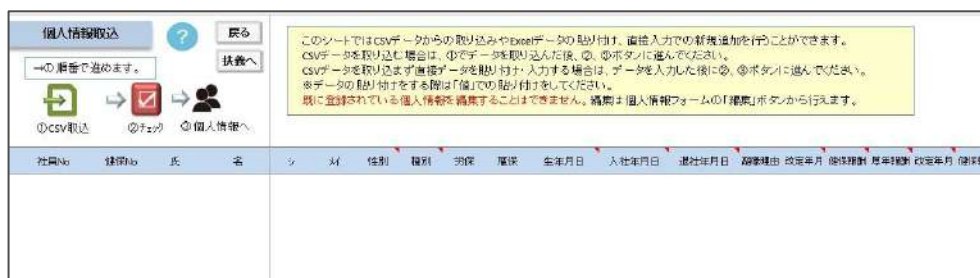 個人情報取込
?
戻る
扶養へ
→の順番で進めます。
①CSV取込
②チェック
③個人情報へ
このシートではCSVデータからの取り込みやExcelデータの貼り付け、直接入力での新規追加を行うことができます。
CSVデータを取り込む場合は、①でデータを取り込んだ後、②、③ボタンに進んでください。
CSVデータを取り込まず直接データを貼り付け・入力する場合は、データを入力した後に②、③ボタンに進んでください。
※データの貼り付けをする際は「値」での貼り付けをしてください。
既に登録されている個人情報を編集することはできません。編集は個人情報フォームの「編集」ボタンから行えます。
社員No 健保No 氏 名 シ メイ 性別 種別 労保 雇保 生年月日 入社年月日 退社年月日 離職理由 改定年月 健保報酬 厚年報酬 改定年月